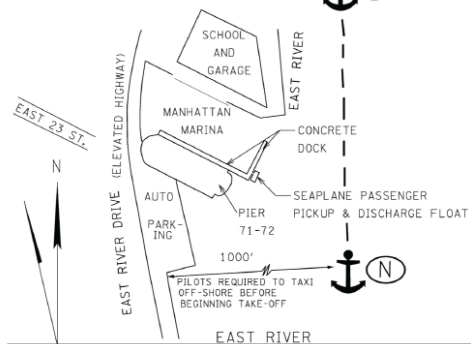 SCHOOL
AND
GARAGE
EAST RIVER
EAST RIVER DRIVE (ELEVATED HIGHWAY)
EAST 23 ST.
MANHATTAN
MARINA
CONCRETE
DOCK
N
SEAPLANE PASSENGER
PICKUP & DISCHARGE FLOAT
AUTO
PARK-
ING
PIER
71-72
1000'
N
PILOTS REQUIRED TO TAXI
OFF-SHORE BEFORE
BEGINNING TAKE-OFF
EAST RIVER